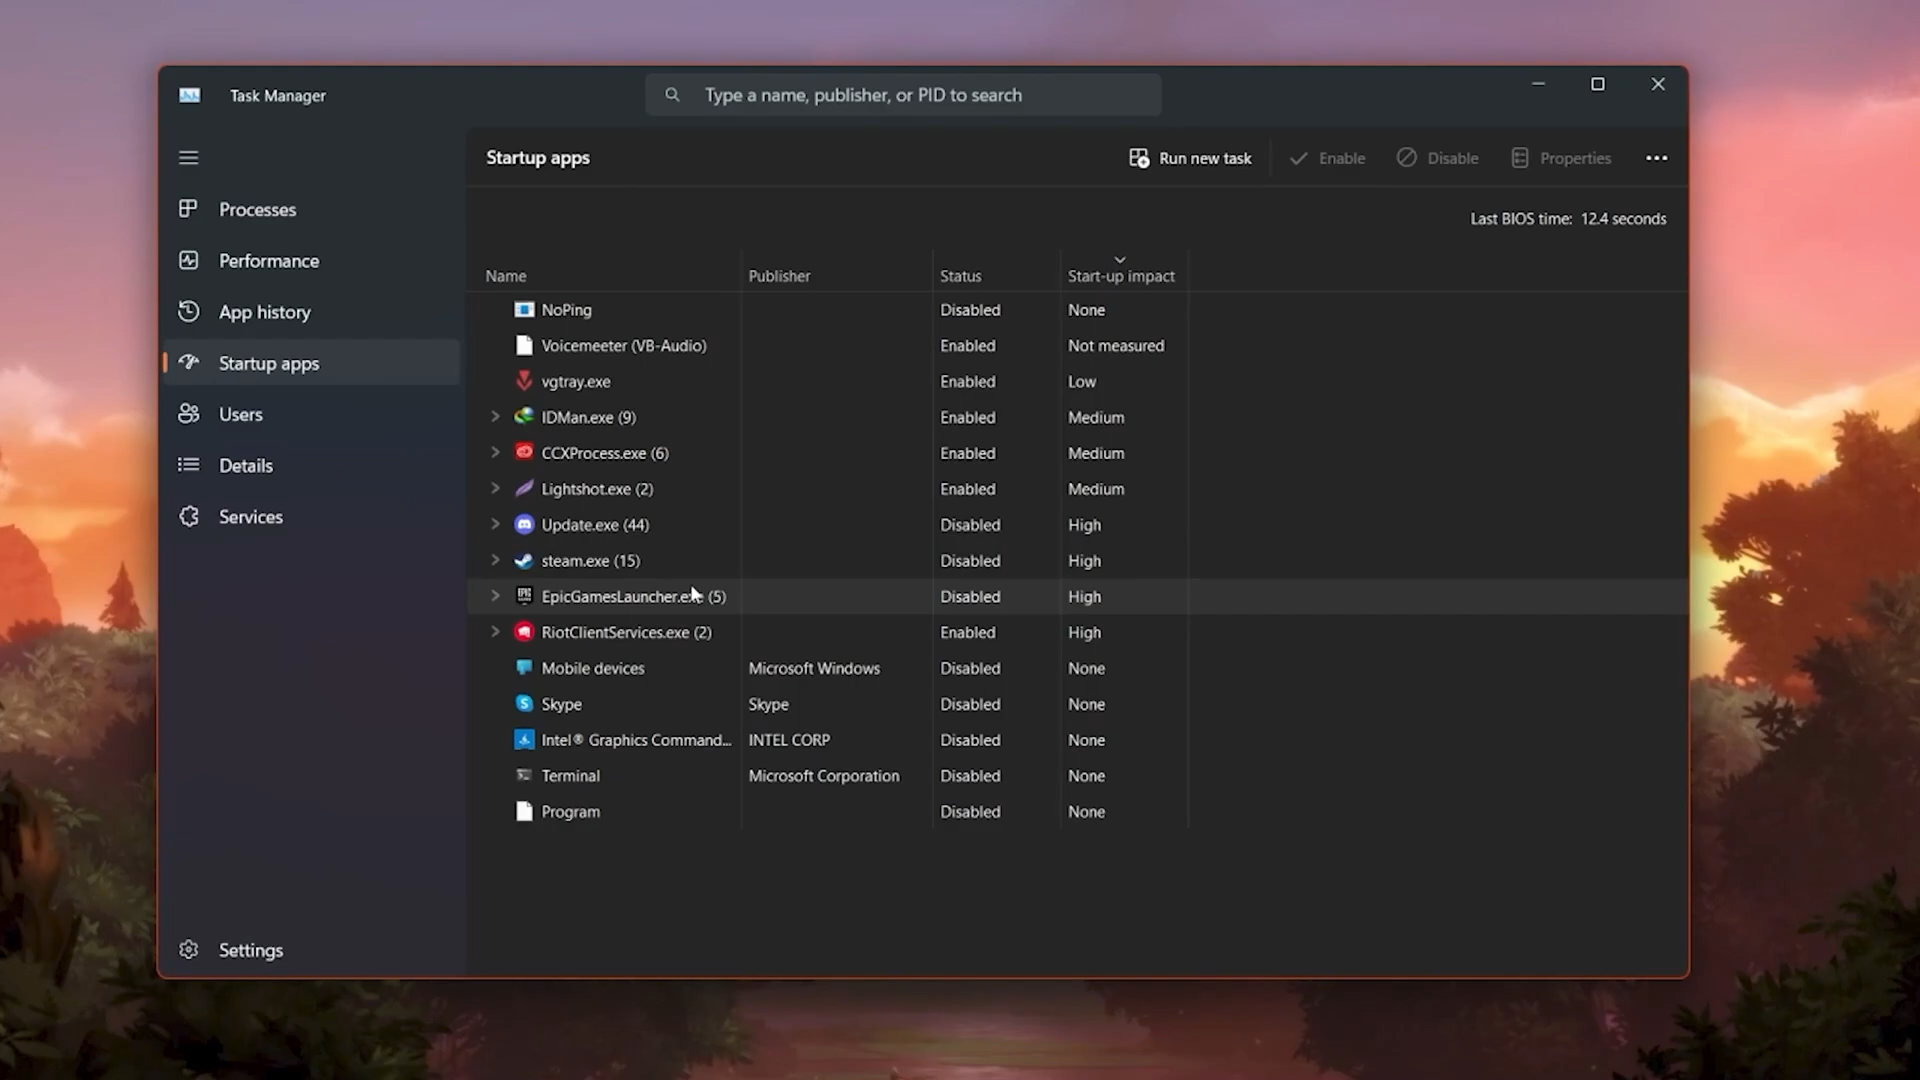 Task Manager
Type a name, publisher, or PID to search
Startup apps
Run new task
Enable
Disable
Properties
Last BIOS time: 12.4 seconds
Processes
Performance
App history
Startup apps
Users
Details
Services
Settings
Name Publisher Status Start-up impact
NoPing Disabled None
Voicemeeter (VB-Audio) Enabled Not measured
vgtray.exe Enabled Low
IDMan.exe (9) Enabled Medium
CCXProcess.exe (6) Enabled Medium
Lightshot.exe (2) Enabled Medium
Update.exe (44) Disabled High
steam.exe (15) Disabled High
EpicGamesLauncher.exe (5) Disabled High
RiotClientServices.exe (2) Enabled High
Mobile devices Microsoft Windows Disabled None
Skype Skype Disabled None
Intel® Graphics Command... INTEL CORP Disabled None
Terminal Microsoft Corporation Disabled None
Program Disabled None